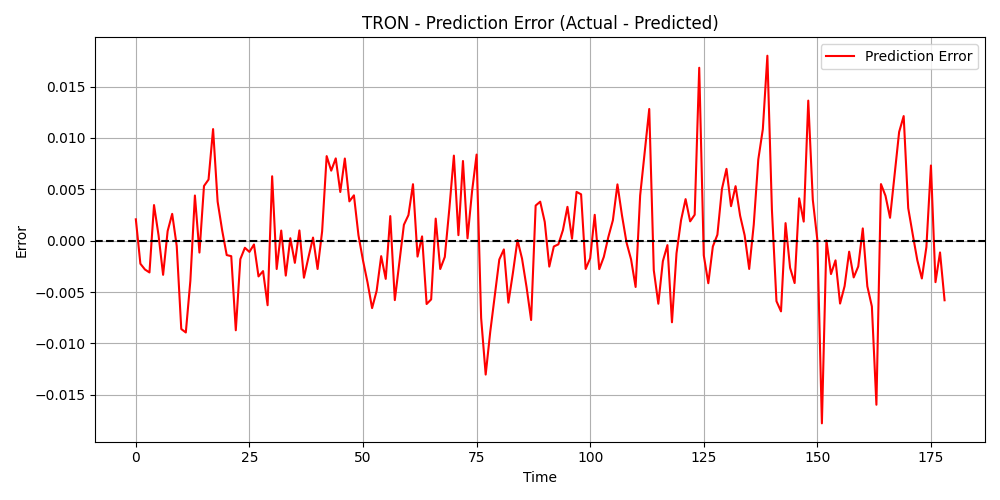 TRON - Prediction Error (Actual - Predicted)
Prediction Error
0.015
0.010
0.005
0.000
−0.005
−0.010
−0.015
Error
0 25 50 75 100 125 150 175
Time